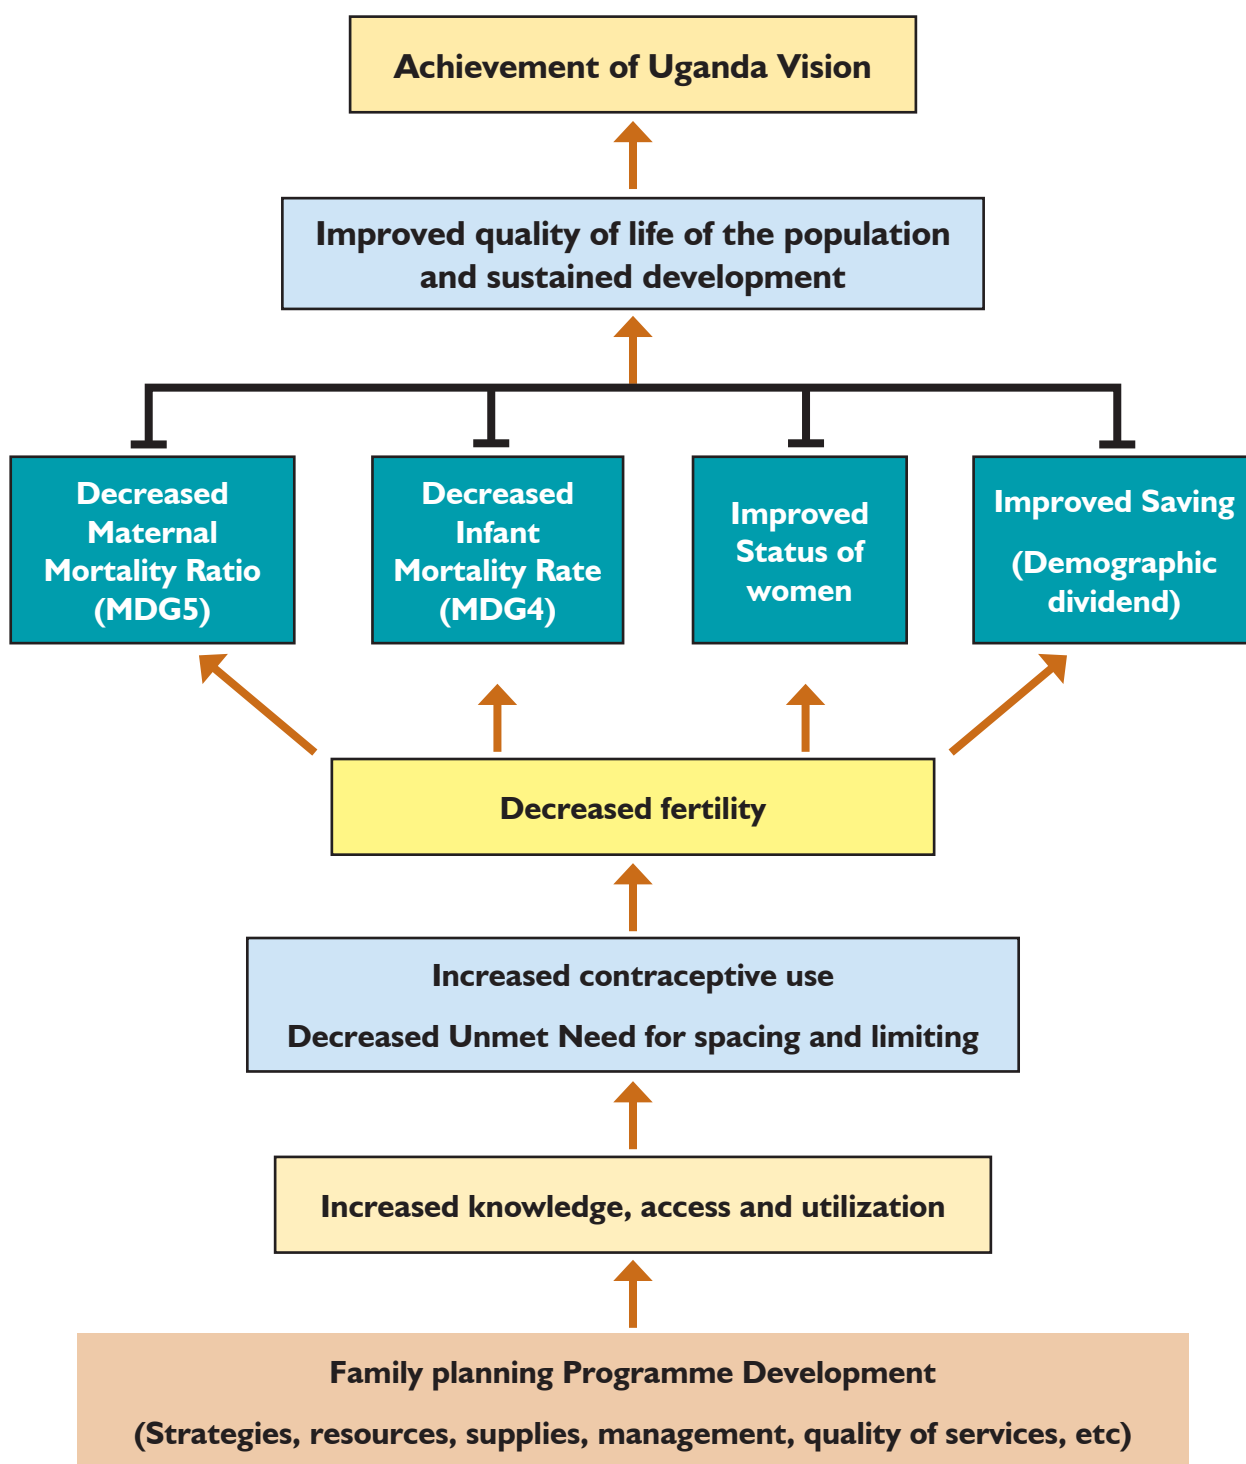 Achievement of Uganda Vision
Improved quality of life of the population
and sustained development
Decreased
Maternal
Mortality Ratio
(MDG5)
Decreased
Infant
Mortality Rate
(MDG4)
Improved
Status of
women
Improved Saving
(Demographic
dividend)
Decreased fertility
Increased contraceptive use
Decreased Unmet Need for spacing and limiting
Increased knowledge, access and utilization
Family planning Programme Development
(Strategies, resources, supplies, management, quality of services, etc)